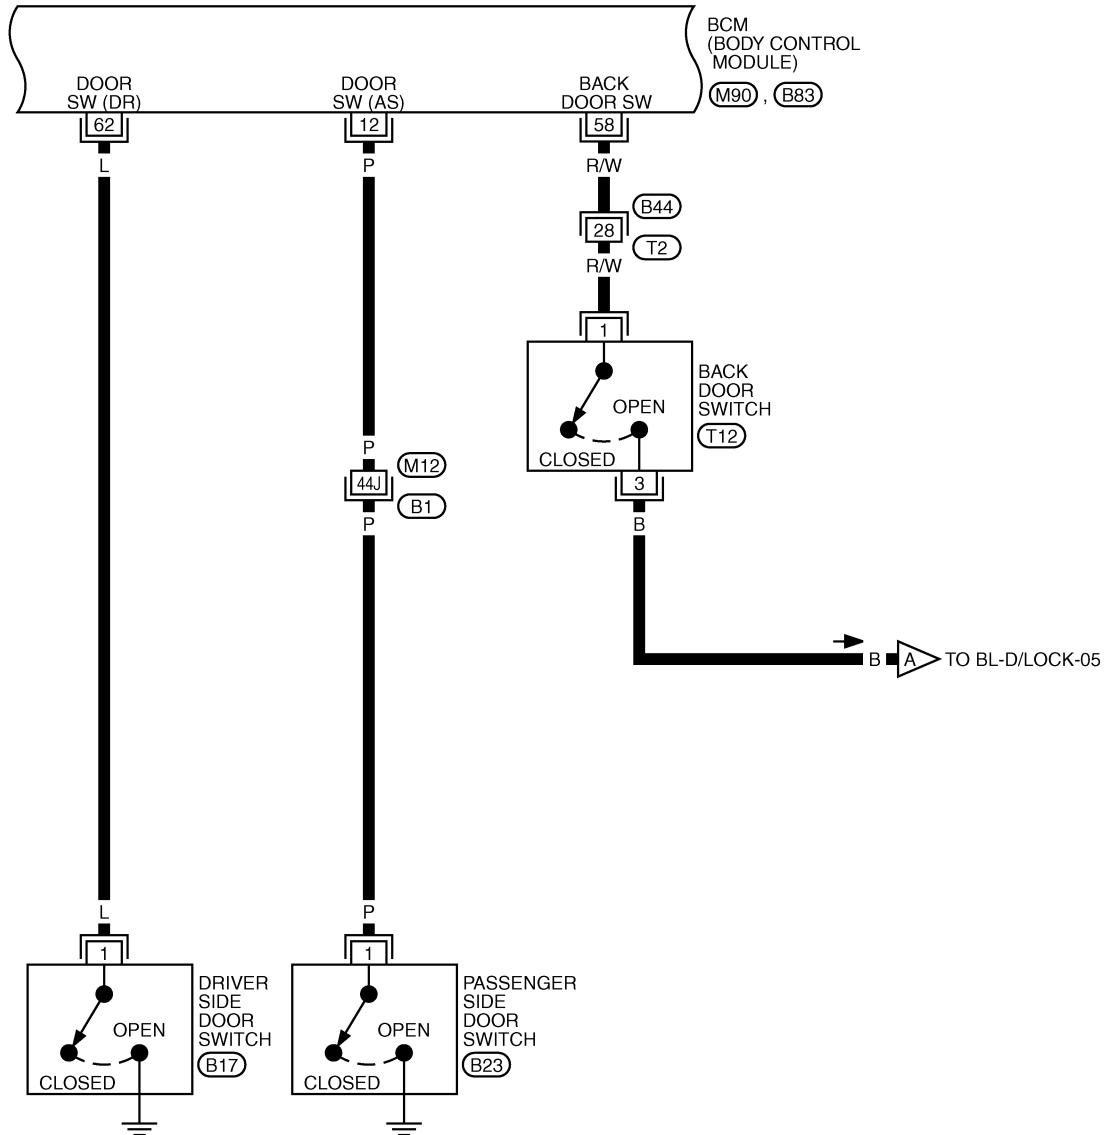 BCM
(BODY CONTROL
MODULE)
M90 , B83
DOOR
SW (DR)
DOOR
SW (AS)
BACK
DOOR SW
62
12
58
L
P
R/W
B44
28
T2
R/W
1
BACK
DOOR
SWITCH
T12
OPEN
CLOSED
3
B
P
M12
44J
B1
P
B
A
TO BL-D/LOCK-05
L
P
1
1
DRIVER
SIDE
DOOR
SWITCH
B17
OPEN
CLOSED
PASSENGER
SIDE
DOOR
SWITCH
B23
OPEN
CLOSED